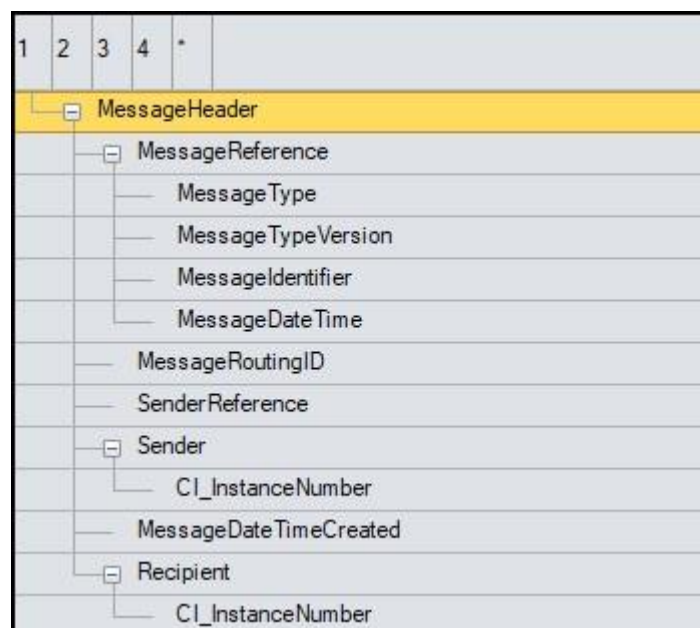 1 2 3 4 *
MessageHeader
MessageReference
MessageType
MessageTypeVersion
MessageIdentifier
MessageDateTime
MessageRoutingID
SenderReference
Sender
CI_InstanceNumber
MessageDateTimeCreated
Recipient
CI_InstanceNumber